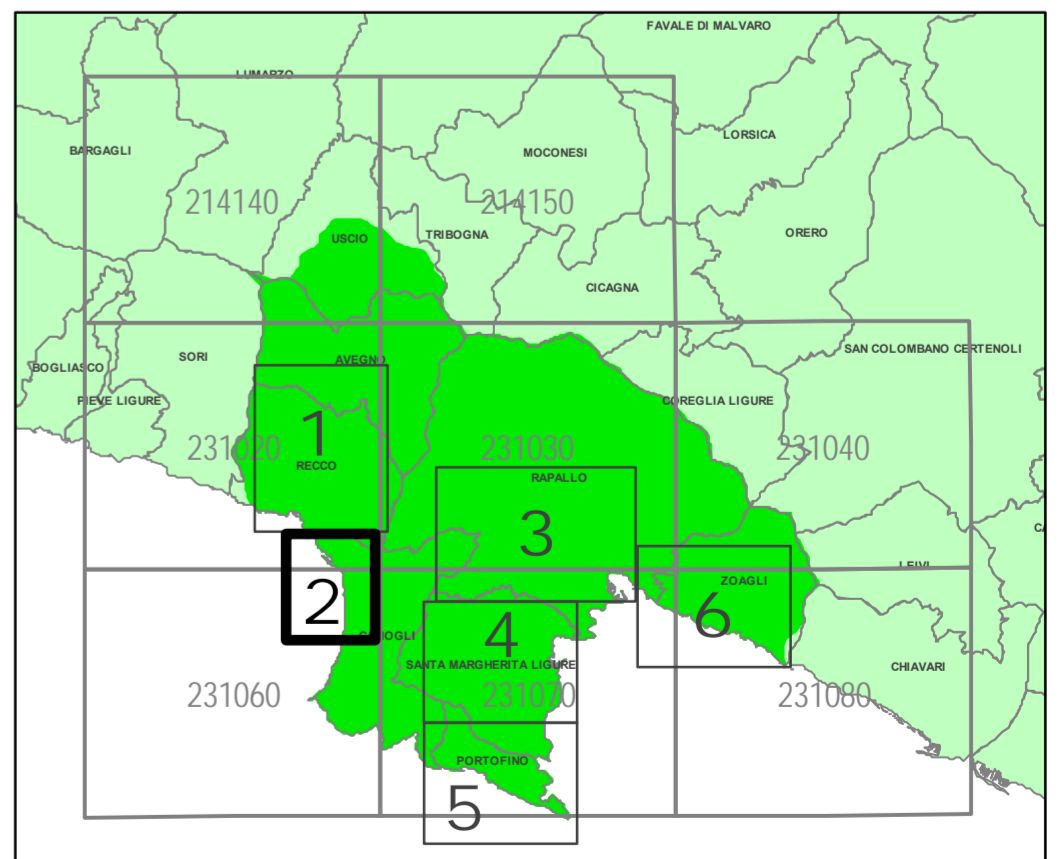 FAVALE DI MALVARO
LUMARZO
LORSICA
BARGAGLI
MOCONESI
214140
214150
USCIO
TRIBOGNA
ORERO
CICAGNA
SAN COLOMBANO CERTENOLI
SORI
AVEGNO
BOGLIASCO
PIEVE LIGURE
COREGLIA LIGURE
1
231020
231030
231040
RECCO
RAPALLO
3
LEIVI
ZOAGLI
2
6
CAMOGLI
4
SANTA MARGHERITA LIGURE
CHIAVARI
231060
231070
231080
PORTOFINO
5